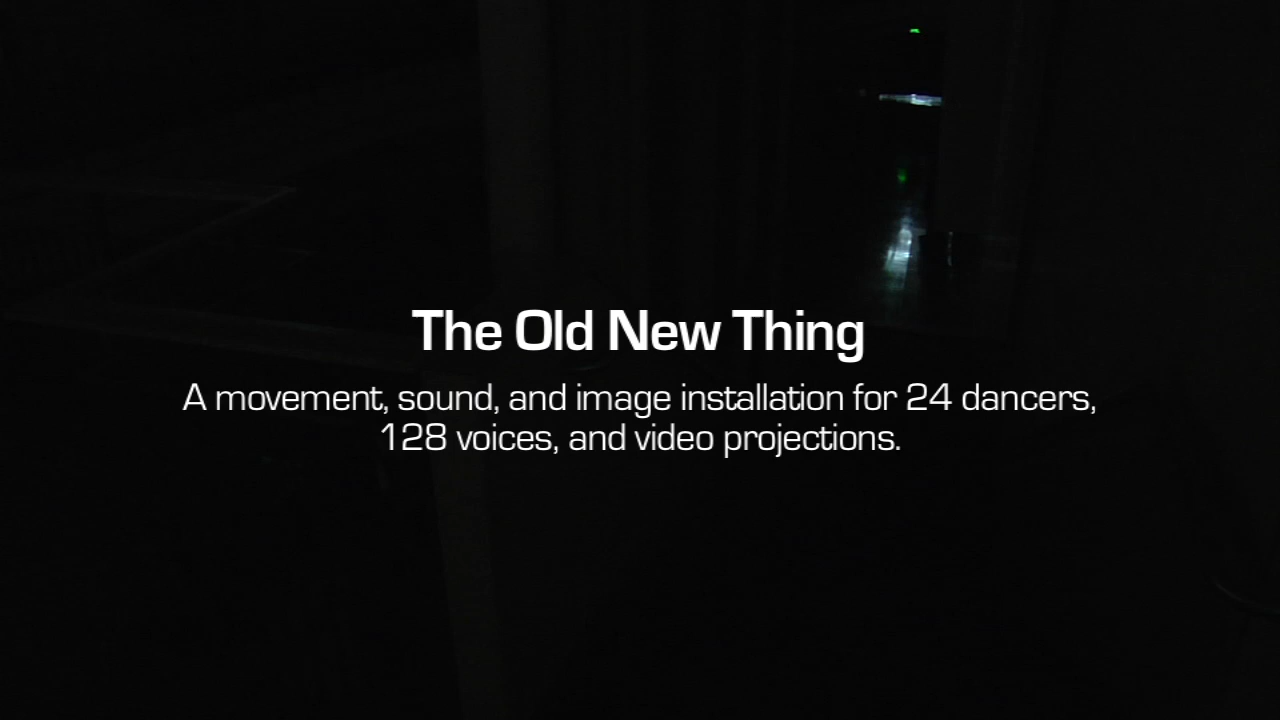 The Old New Thing
A movement, sound, and image installation for 24 dancers,
128 voices, and video projections.